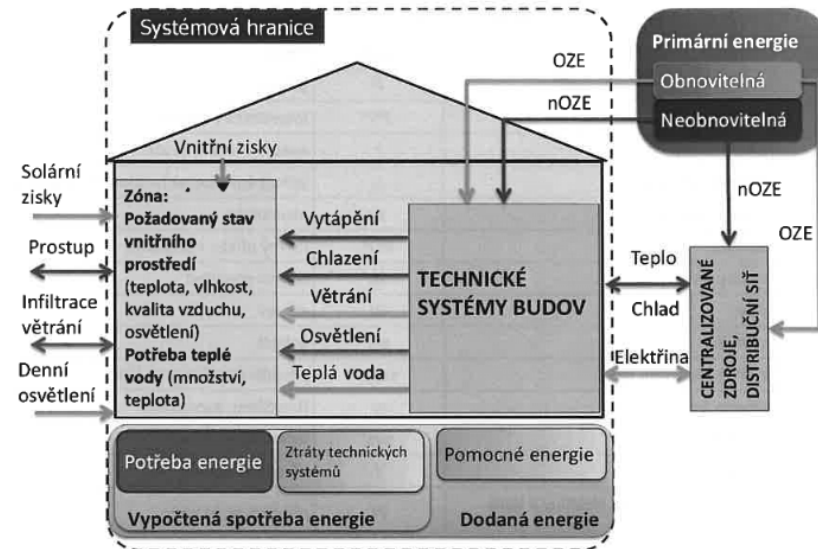 Systémová hranice
Primární energie
Obnovitelná
Neobnovitelná
OZE
nOZE
nOZE
OZE
Vnitřní zisky
Solární
zisky
Prostup
Infiltrace
větrání
Denní
osvětlení
Zóna:
Požadovaný stav
vnitřního
prostředí
(teplota, vlhkost,
kvalita vzduchu,
osvětlení)
Potřeba teplé
vody (množství,
teplota)
Vytápění
Chlazení
Větrání
Osvětlení
Teplá voda
TECHNICKÉ
SYSTÉMY BUDOV
Teplo
Chlad
Elektřina
CENTRALIZOVANÉ
ZDROJE,
DISTRIBUČNÍ SIŤ
Potřeba energie
Ztráty technických
systémů
Pomocné energie
Vypočtená spotřeba energie
Dodaná energie